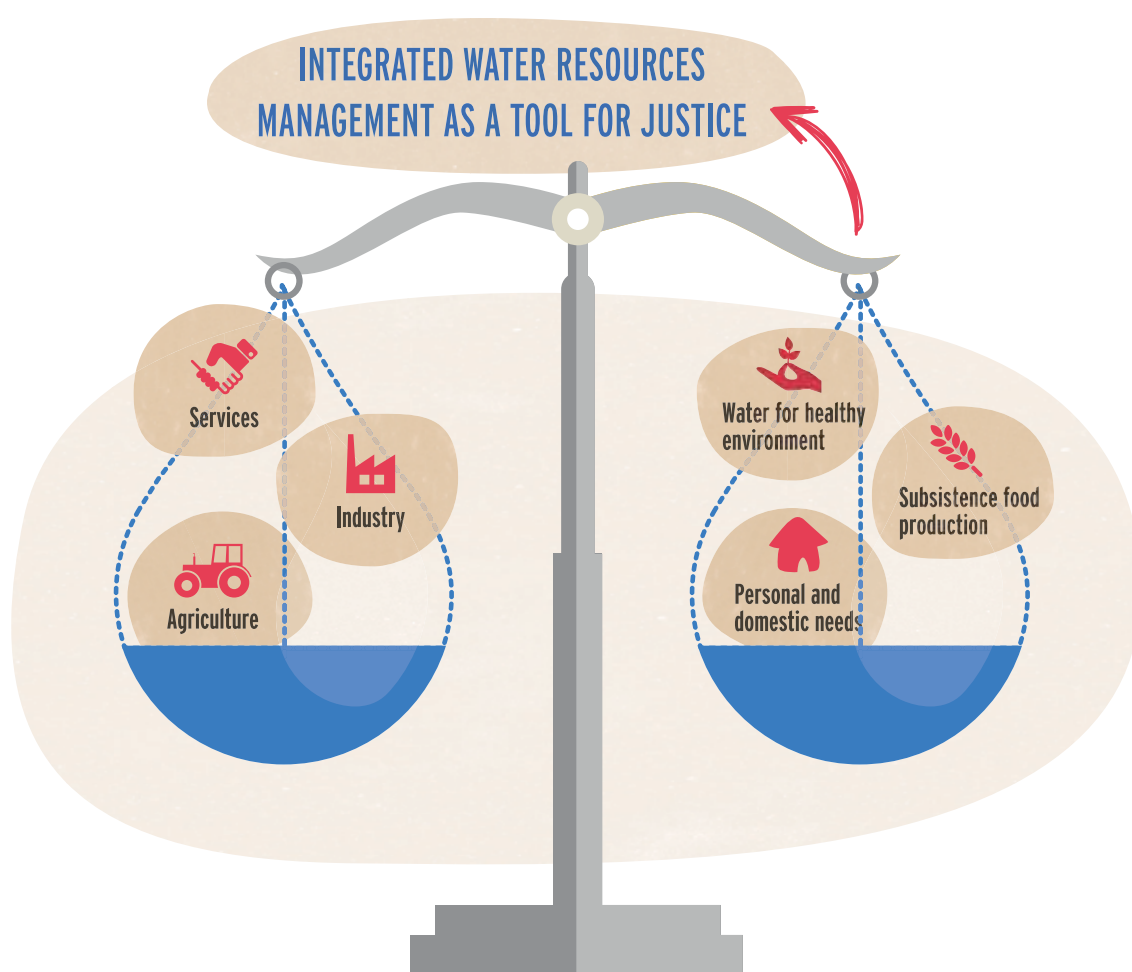 INTEGRATED WATER RESOURCES
MANAGEMENT AS A TOOL FOR JUSTICE
Services
Industry
Agriculture
Water for healthy
environment
Subsistence food
production
Personal and
domestic needs